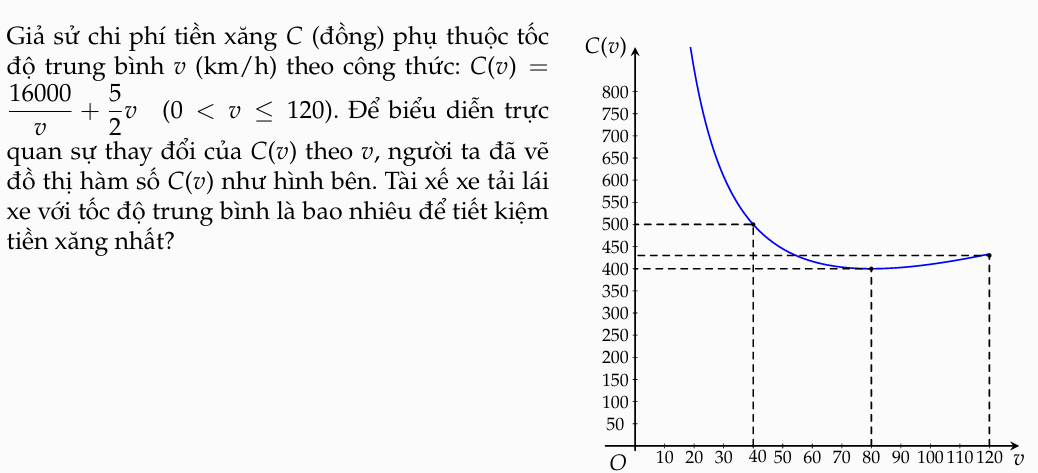 Giả sử chi phí tiền xăng C (đồng) phụ thuộc tốc
độ trung bình v (km/h) theo công thức: C(v) =
16000/v + 5/2 v (0 < v ≤ 120). Để biểu diễn trực
quan sự thay đổi của C(v) theo v, người ta đã vẽ
đồ thị hàm số C(v) như hình bên. Tài xế xe tải lái
xe với tốc độ trung bình là bao nhiêu để tiết kiệm
tiền xăng nhất?
C(v)
800
750
700
650
600
550
500
450
400
350
300
250
200
150
100
50
O 10 20 30 40 50 60 70 80 90 100 110 120 v